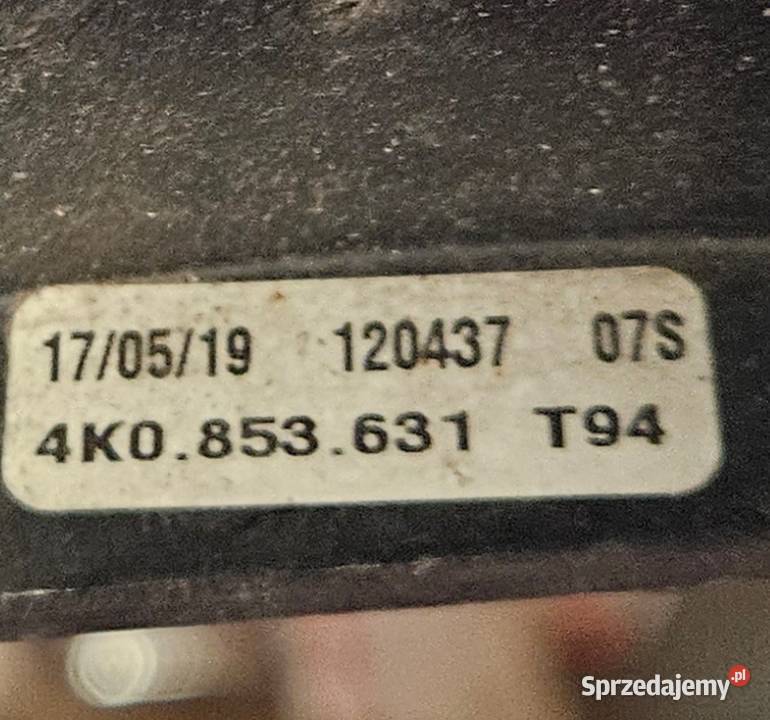 17/05/19 120437 07S
4K0.853.631 T94
Sprzedajemy.pl